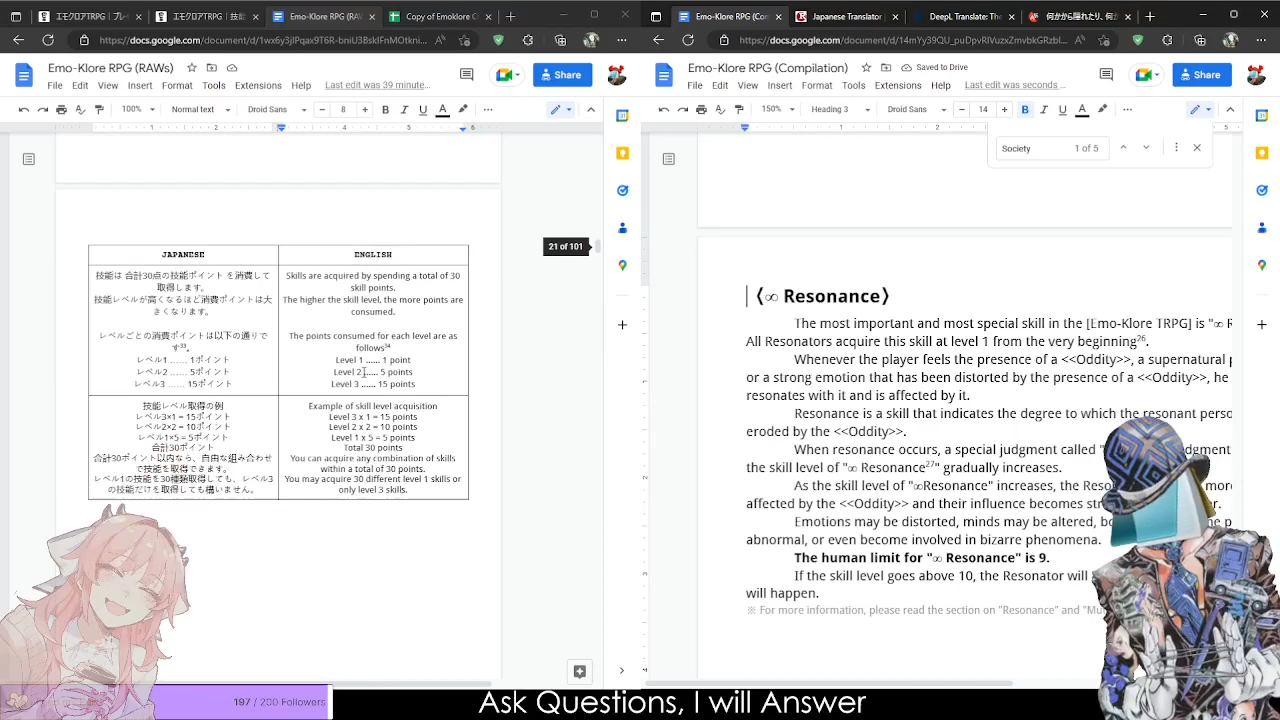 エモクロアTRPG | プレ
エモクロアTRPG | 技能
Emo-Klore RPG (RAW
Copy of Emoklore C
Emo-Klore RPG (Co
Japanese Translato
DeepL Translate: The
https://docs.google.com/document/d/1wx6y3jIPqax9T6R-bniU3BsklFnMOtkni...
https://docs.google.com/document/d/14mYy39QU_puDpvRlVuzxZmvbkGRzbl...
Emo-Klore RPG (RAWs)
Share
File Edit View Insert Format Tools Extensions Help Last edit was 39 minute...
100% Normal text Droid Sans 8
21 of 101
JAPANESE ENGLISH
技能は 合計30点の技能ポイント を消費して
取得します。
技能レベルが高くなるほど消費ポイントは大
きくなります。
レベルごとの消費ポイントは以下の通りで
す³³。
レベル1 ...... 1ポイント
レベル2 ...... 5ポイント
レベル3 ...... 15ポイント
Skills are acquired by spending a total of 30
skill points.
The higher the skill level, the more points are
consumed.
The points consumed for each level are as
follows³⁴
Level 1 ...... 1 point
Level 2 ...... 5 points
Level 3 ...... 15 points
技能レベル取得の例
レベル3×1 = 15ポイント
レベル2×2 = 10ポイント
レベル1×5 = 5ポイント
合計30ポイント
合計30ポイント以内なら、自由な組み合わせ
で技能を取得できます。
レベル1の技能を30種類取得しても、レベル3
の技能だけを取得しても構いません。
Example of skill level acquisition
Level 3 x 1 = 15 points
Level 2 x 2 = 10 points
Level 1 x 5 = 5 points
Total 30 points
You can acquire any combination of skills
within a total of 30 points.
You may acquire 30 different level 1 skills or
only level 3 skills.
Emo-Klore RPG (Compilation)
Saved to Drive
Share
File Edit View Insert Format Tools Extensions Help Last edit was seconds ...
150% Heading 3 Droid Sans 14
Society 1 of 5
⟨∞ Resonance⟩
The most important and most special skill in the [Emo-Klore TRPG] is "∞ R
All Resonators acquire this skill at level 1 from the very beginning²⁶.
Whenever the player feels the presence of a <<Oddity>>, a supernatural p
or a strong emotion that has been distorted by the presence of a <<Oddity>>, he
resonates with it and is affected by it.
Resonance is a skill that indicates the degree to which the resonant perso
eroded by the <<Oddity>>.
When resonance occurs, a special judgment called "
udgment
the skill level of "∞ Resonance²⁷" gradually increases.
As the skill level of "∞Resonance" increases, the Reso
more
affected by the <<Oddity>> and their influence becomes str
Emotions may be distorted, minds may be altered, bo
abnormal, or even become involved in bizarre phenomena.
The human limit for "∞ Resonance" is 9.
If the skill level goes above 10, the Resonator will
will happen.
※ For more information, please read the section on "Resonance" and "Mu
197 / 200 Followers
Ask Questions, I will Answer